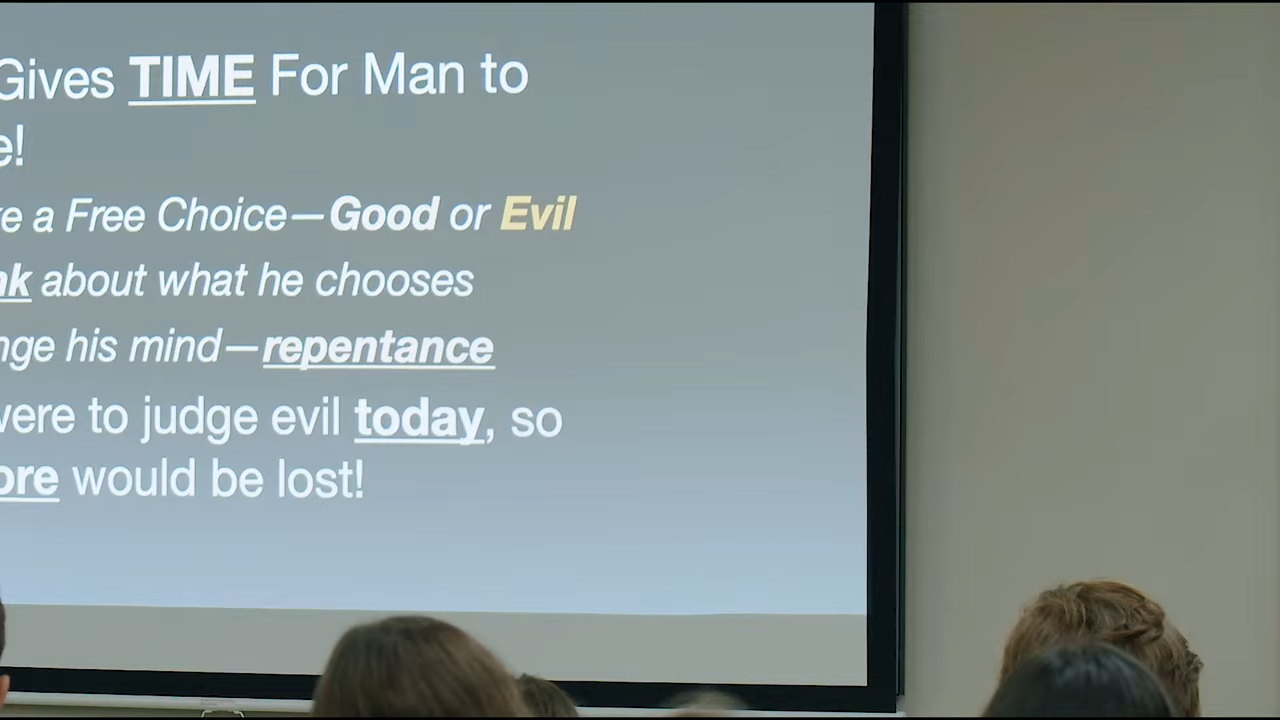 Gives TIME For Man to
e!
re a Free Choice—Good or Evil
nk about what he chooses
nge his mind—repentance
were to judge evil today, so
ore would be lost!